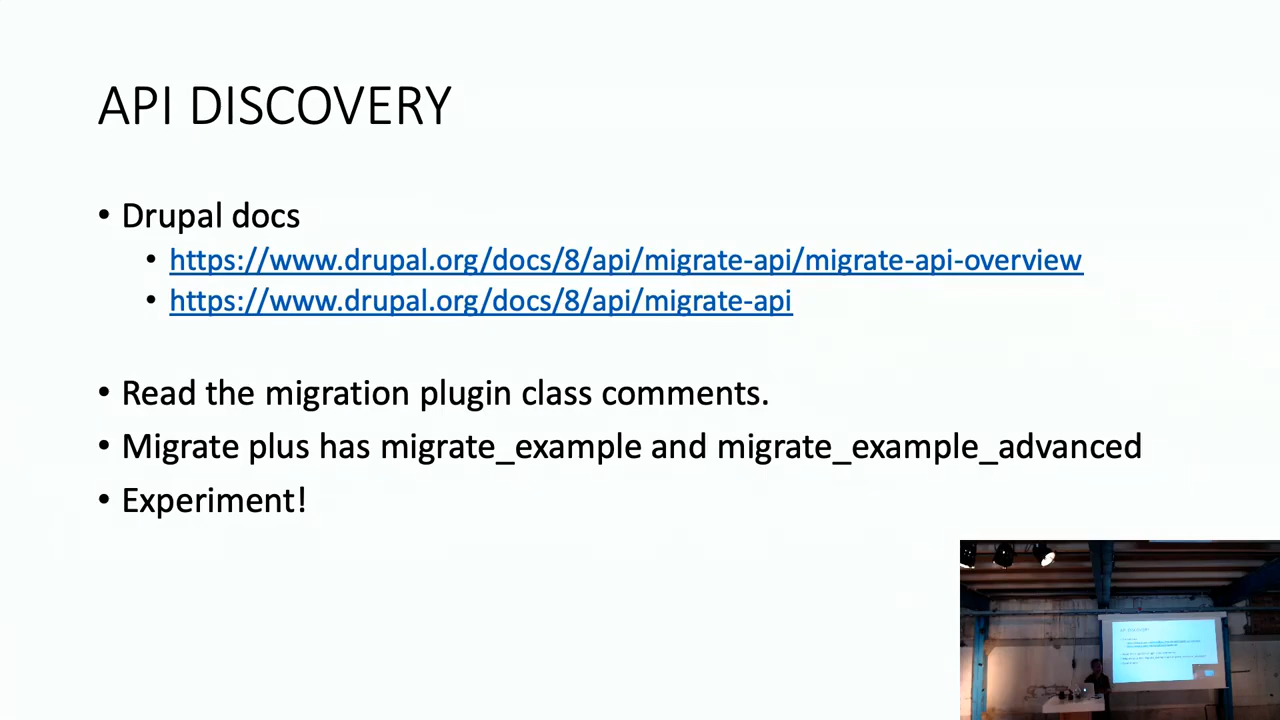 API DISCOVERY
• Drupal docs
• https://www.drupal.org/docs/8/api/migrate-api/migrate-api-overview
• https://www.drupal.org/docs/8/api/migrate-api
• Read the migration plugin class comments.
• Migrate plus has migrate_example and migrate_example_advanced
• Experiment!
API DISCOVERY